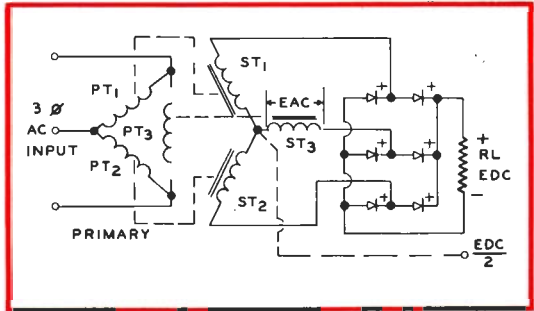 3 Ø
AC
INPUT
PT1
PT3
PT2
PRIMARY
ST1
EAC
ST3
ST2
+
+
+
+
+
+
+
RL
EDC
−
EDC/2